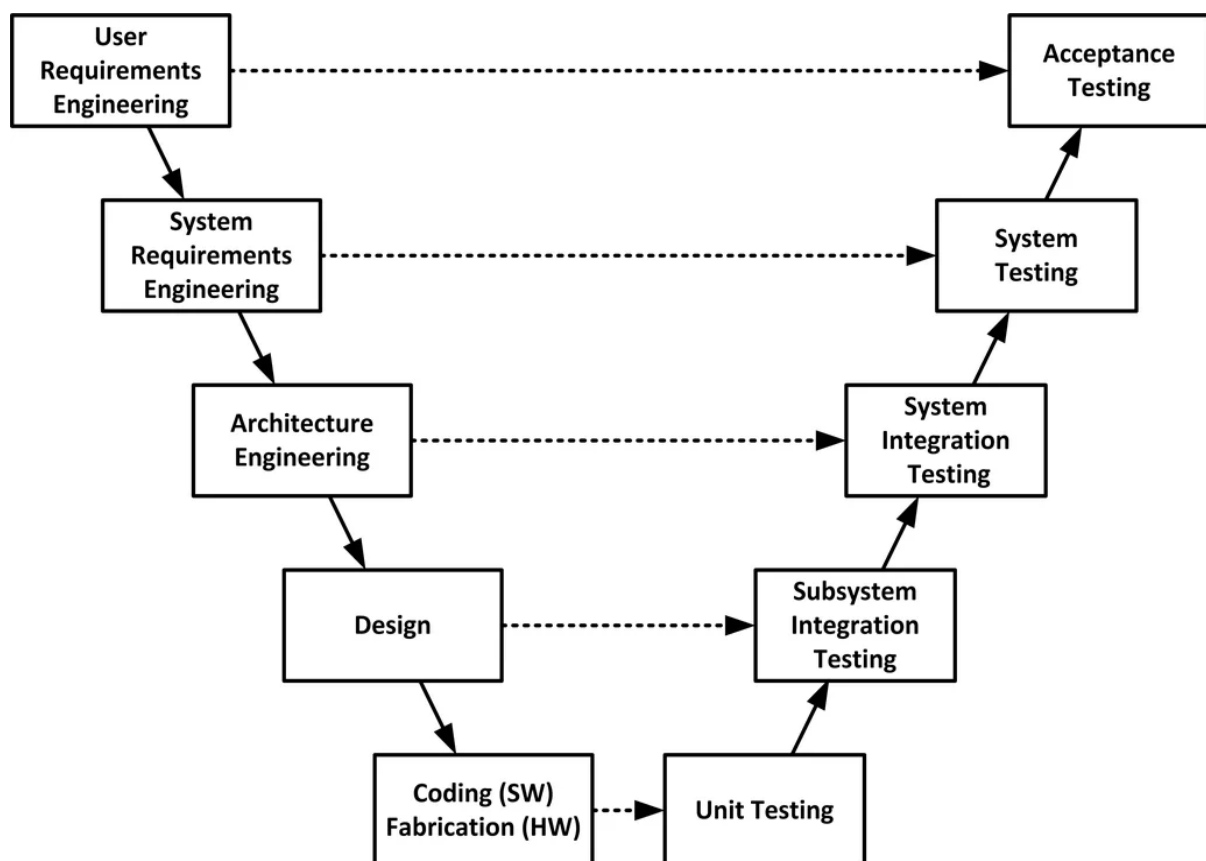 User
Requirements
Engineering
Acceptance
Testing
System
Requirements
Engineering
System
Testing
Architecture
Engineering
System
Integration
Testing
Design
Subsystem
Integration
Testing
Coding (SW)
Fabrication (HW)
Unit Testing